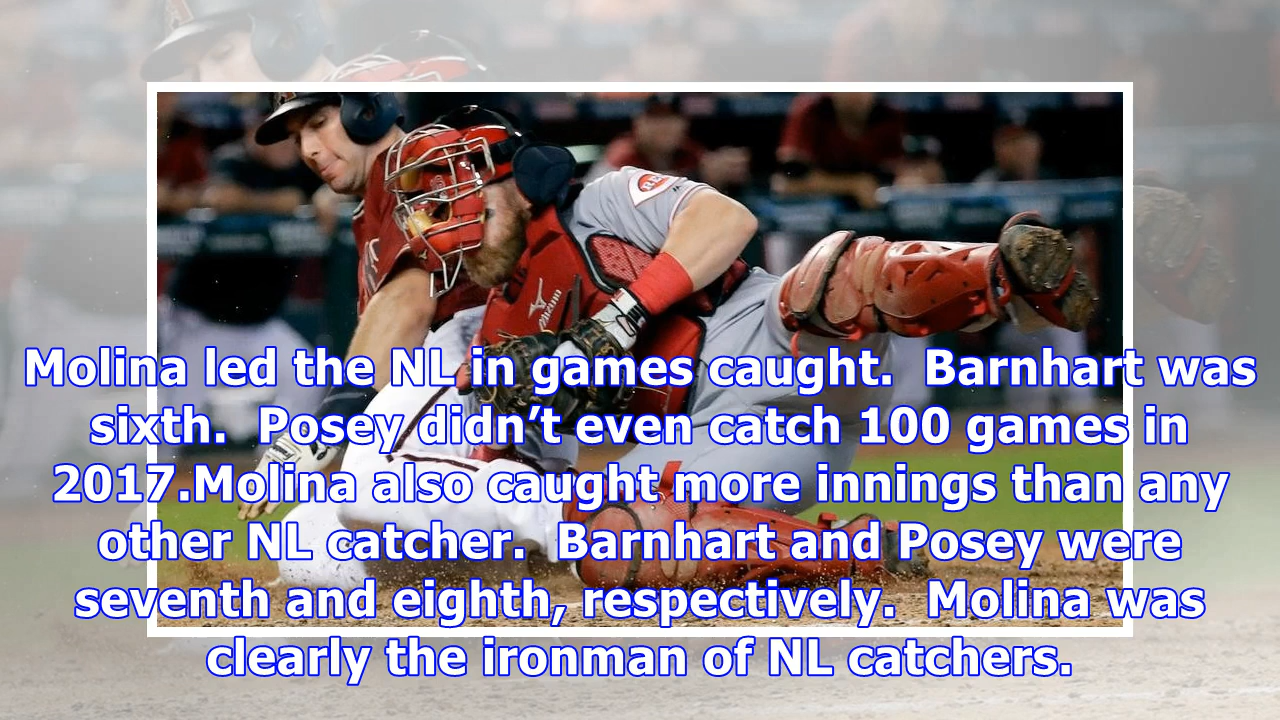 REDS
mizuno
Molina led the NL in games caught.  Barnhart was
sixth.  Posey didn’t even catch 100 games in
2017.Molina also caught more innings than any
other NL catcher.  Barnhart and Posey were
seventh and eighth, respectively.  Molina was
clearly the ironman of NL catchers.